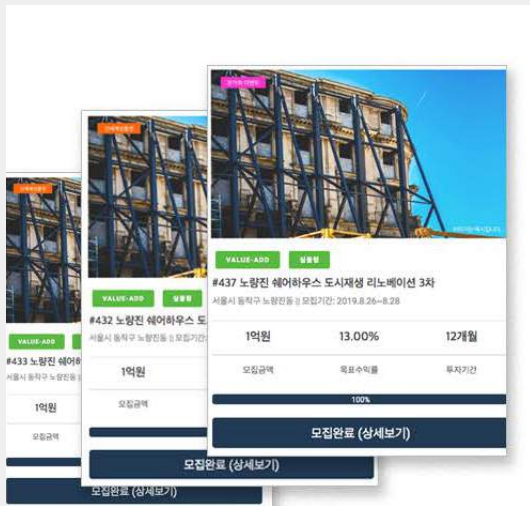 VALUE-ADD 실물형
#437 노량진 쉐어하우스 도시재생 리노베이션 3차
서울시 동작구 노량진동 || 모집기간: 2019.8.26~8.28
1억원 13.00% 12개월
모집금액 목표수익률 투자기간
100%
모집완료 (상세보기)
VALUE-ADD 실물형
#432 노량진 쉐어하우스 도
서울시 동작구 노량진동 || 모집기간:
1억원
모집금액
모집완료 (상세보기)
VALUE-ADD
#433 노량진 쉐어하
서울시 동작구 노량진동 ||
1억원
모집금액
모집완료 (상세보기)